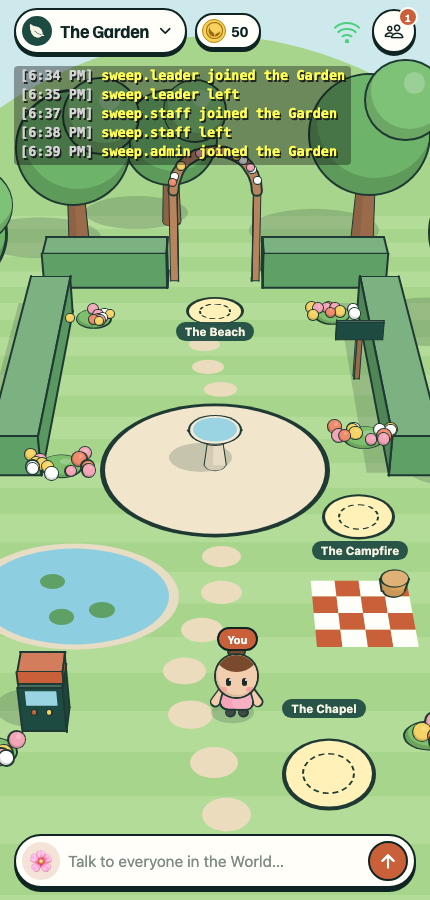 The Garden
50
1
[6:34 PM] sweep.leader joined the Garden
[6:35 PM] sweep.leader left
[6:37 PM] sweep.staff joined the Garden
[6:38 PM] sweep.staff left
[6:39 PM] sweep.admin joined the Garden
The Beach
The Campfire
You
The Chapel
Talk to everyone in the World...